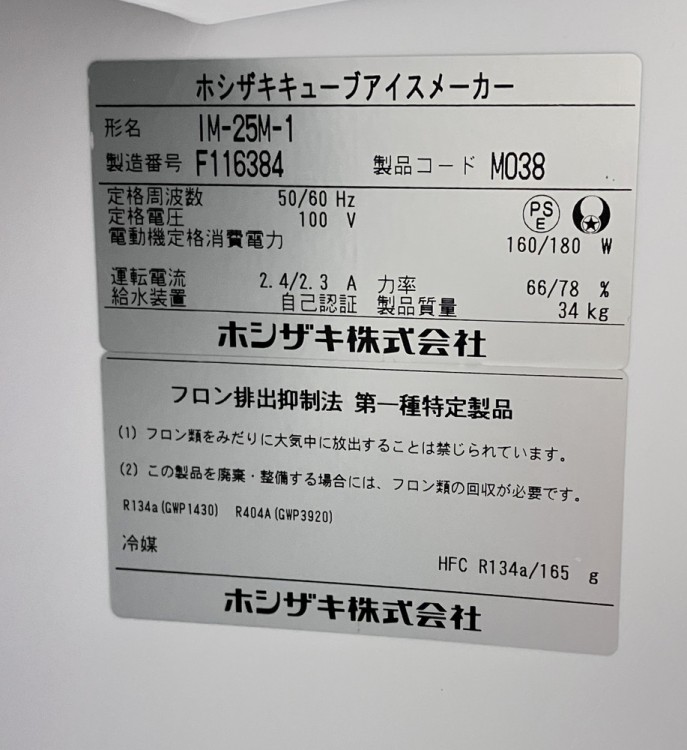 ホシザキキューブアイスメーカー
形名 IM-25M-1
製造番号 F116384 製品コード M038
定格周波数 50/60 Hz
定格電圧 100 V
PS E
電動機定格消費電力 160/180 W
運転電流 2.4/2.3 A 力率 66/78 %
給水装置 自己認証 製品質量 34 kg
ホシザキ株式会社
フロン排出抑制法 第一種特定製品
(1) フロン類をみだりに大気中に放出することは禁じられています。
(2) この製品を廃棄・整備する場合には、フロン類の回収が必要です。
R134a(GWP1430) R404A(GWP3920)
冷媒
HFC R134a/165 g
ホシザキ株式会社